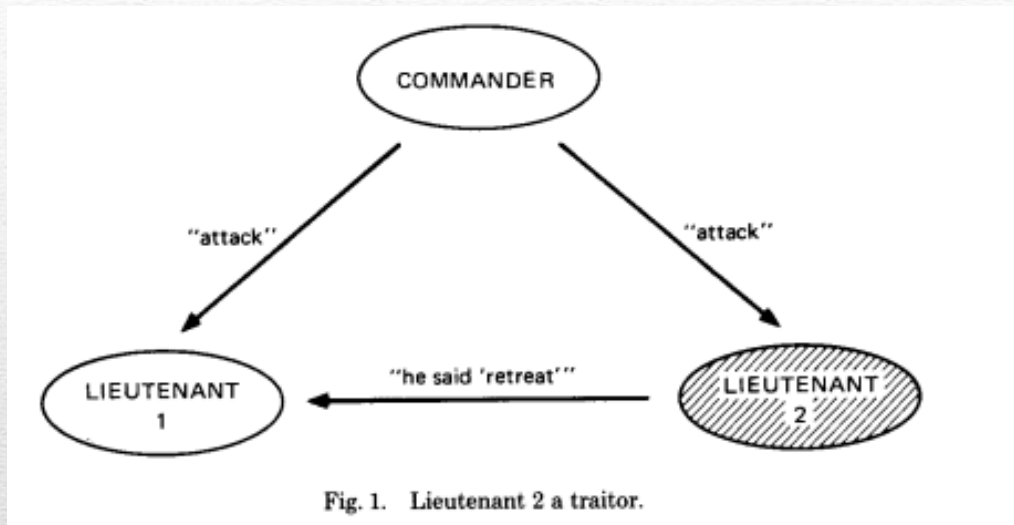 COMMANDER
"attack"
"attack"
"he said 'retreat'"
LIEUTENANT
1
LIEUTENANT
2
Fig. 1. Lieutenant 2 a traitor.